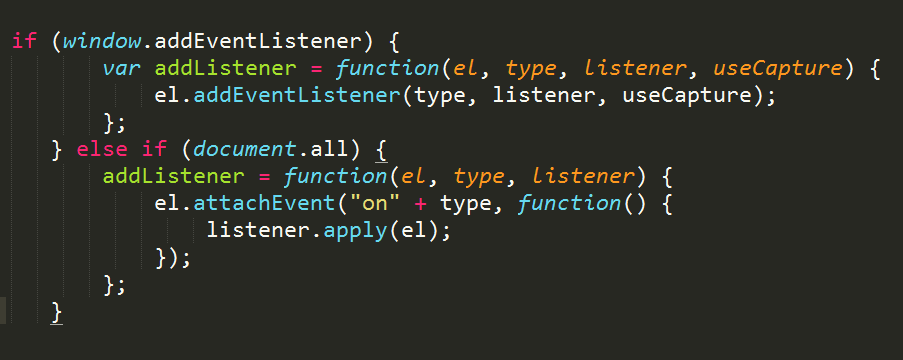 if (window.addEventListener) {
var addListener = function(el, type, listener, useCapture) {
el.addEventListener(type, listener, useCapture);
};
} else if (document.all) {
addListener = function(el, type, listener) {
el.attachEvent("on" + type, function() {
listener.apply(el);
});
};
}